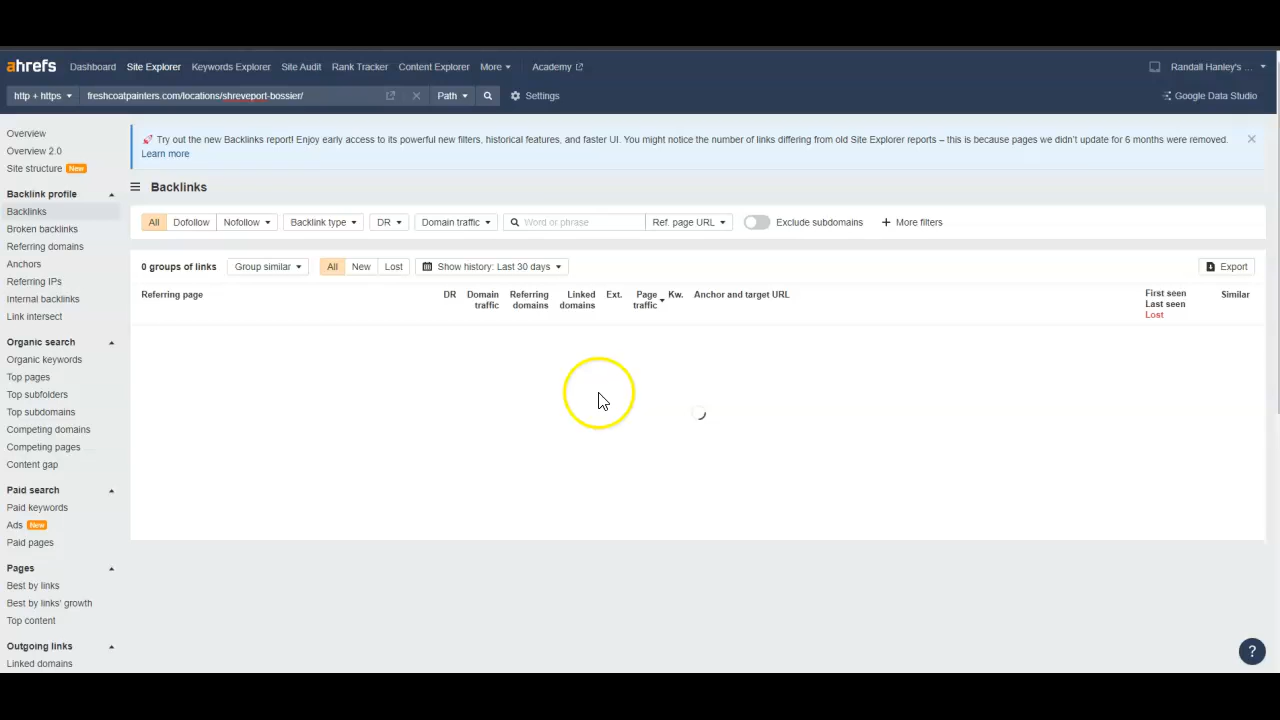 ahrefs Dashboard Site Explorer Keywords Explorer Site Audit Rank Tracker Content Explorer More Academy Randall Hanley's ...
http + https freshcoatpainters.com/locations/shreveport-bossier/ Path Settings Google Data Studio
Overview
Overview 2.0
Site structure New
Backlink profile
Backlinks
Broken backlinks
Referring domains
Anchors
Referring IPs
Internal backlinks
Link intersect
Organic search
Organic keywords
Top pages
Top subfolders
Top subdomains
Competing domains
Competing pages
Content gap
Paid search
Paid keywords
Ads New
Paid pages
Pages
Best by links
Best by links' growth
Top content
Outgoing links
Linked domains
🚀 Try out the new Backlinks report! Enjoy early access to its powerful new filters, historical features, and faster UI. You might notice the number of links differing from old Site Explorer reports – this is because pages we didn't update for 6 months were removed.
Learn more
Backlinks
All Dofollow Nofollow Backlink type DR Domain traffic Word or phrase Ref. page URL Exclude subdomains + More filters
0 groups of links Group similar All New Lost Show history: Last 30 days Export
Referring page DR Domain traffic Referring domains Linked domains Ext. Page traffic Kw. Anchor and target URL First seen Last seen Lost Similar
?